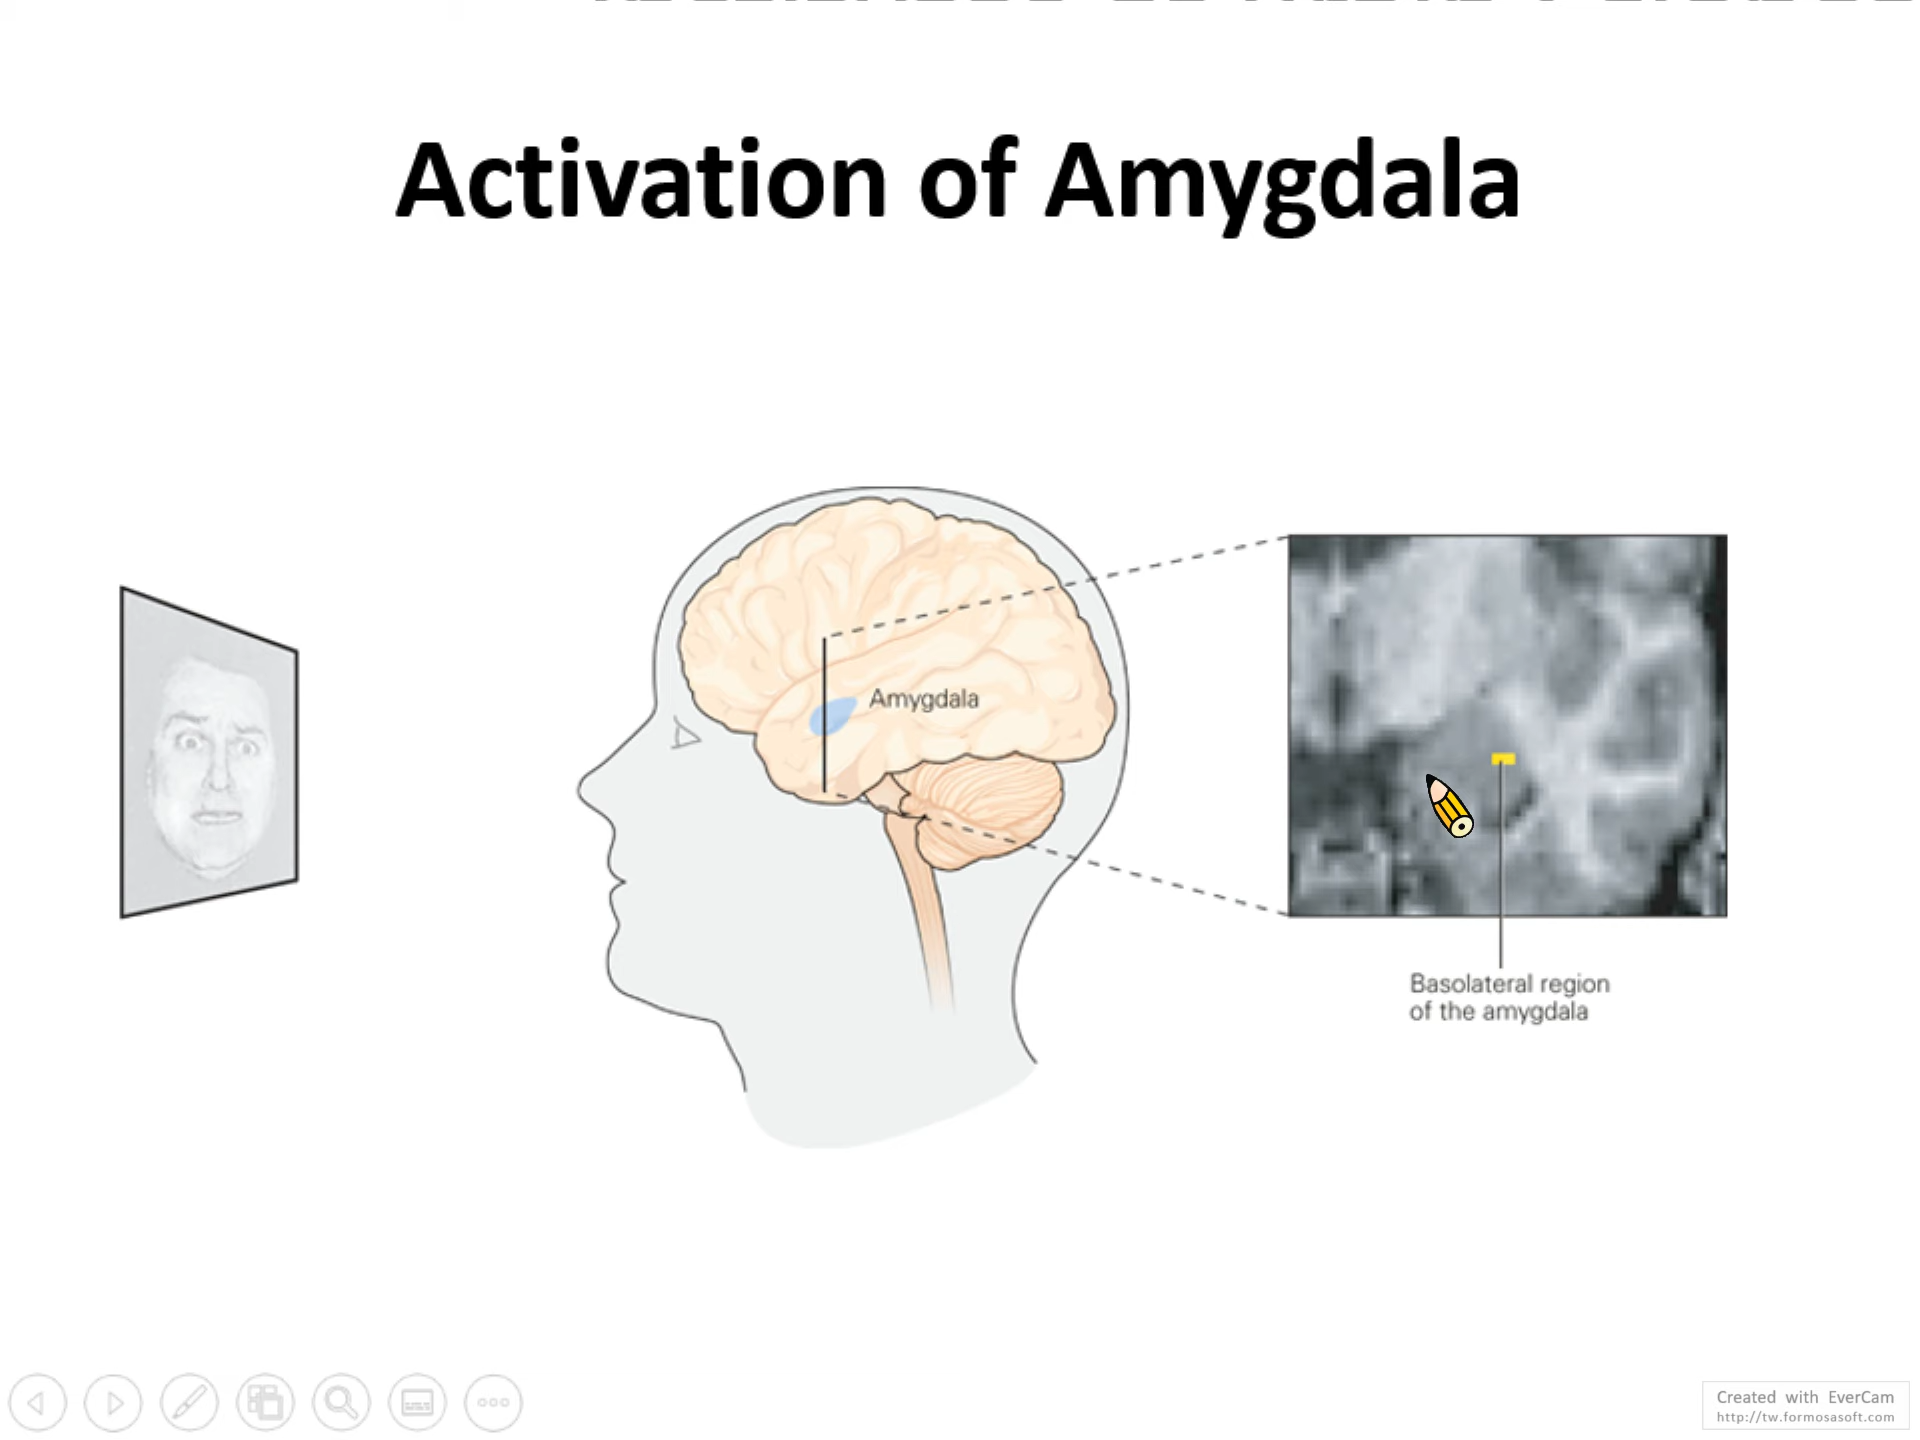 Activation of Amygdala
Amygdala
Basolateral region
of the amygdala
Created with EverCam
http://tw.formosasoft.com